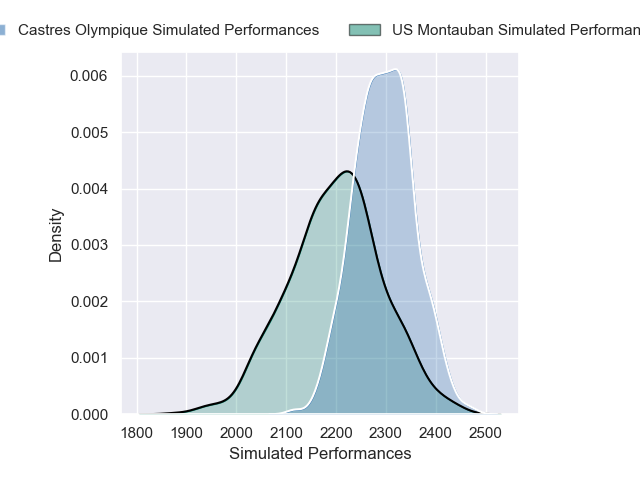 Castres Olympique Simulated Performances US Montauban Simulated Performan
0.006
0.005
0.004
0.003
0.002
0.001
0.000
Density
1800 1900 2000 2100 2200 2300 2400 2500
Simulated Performances